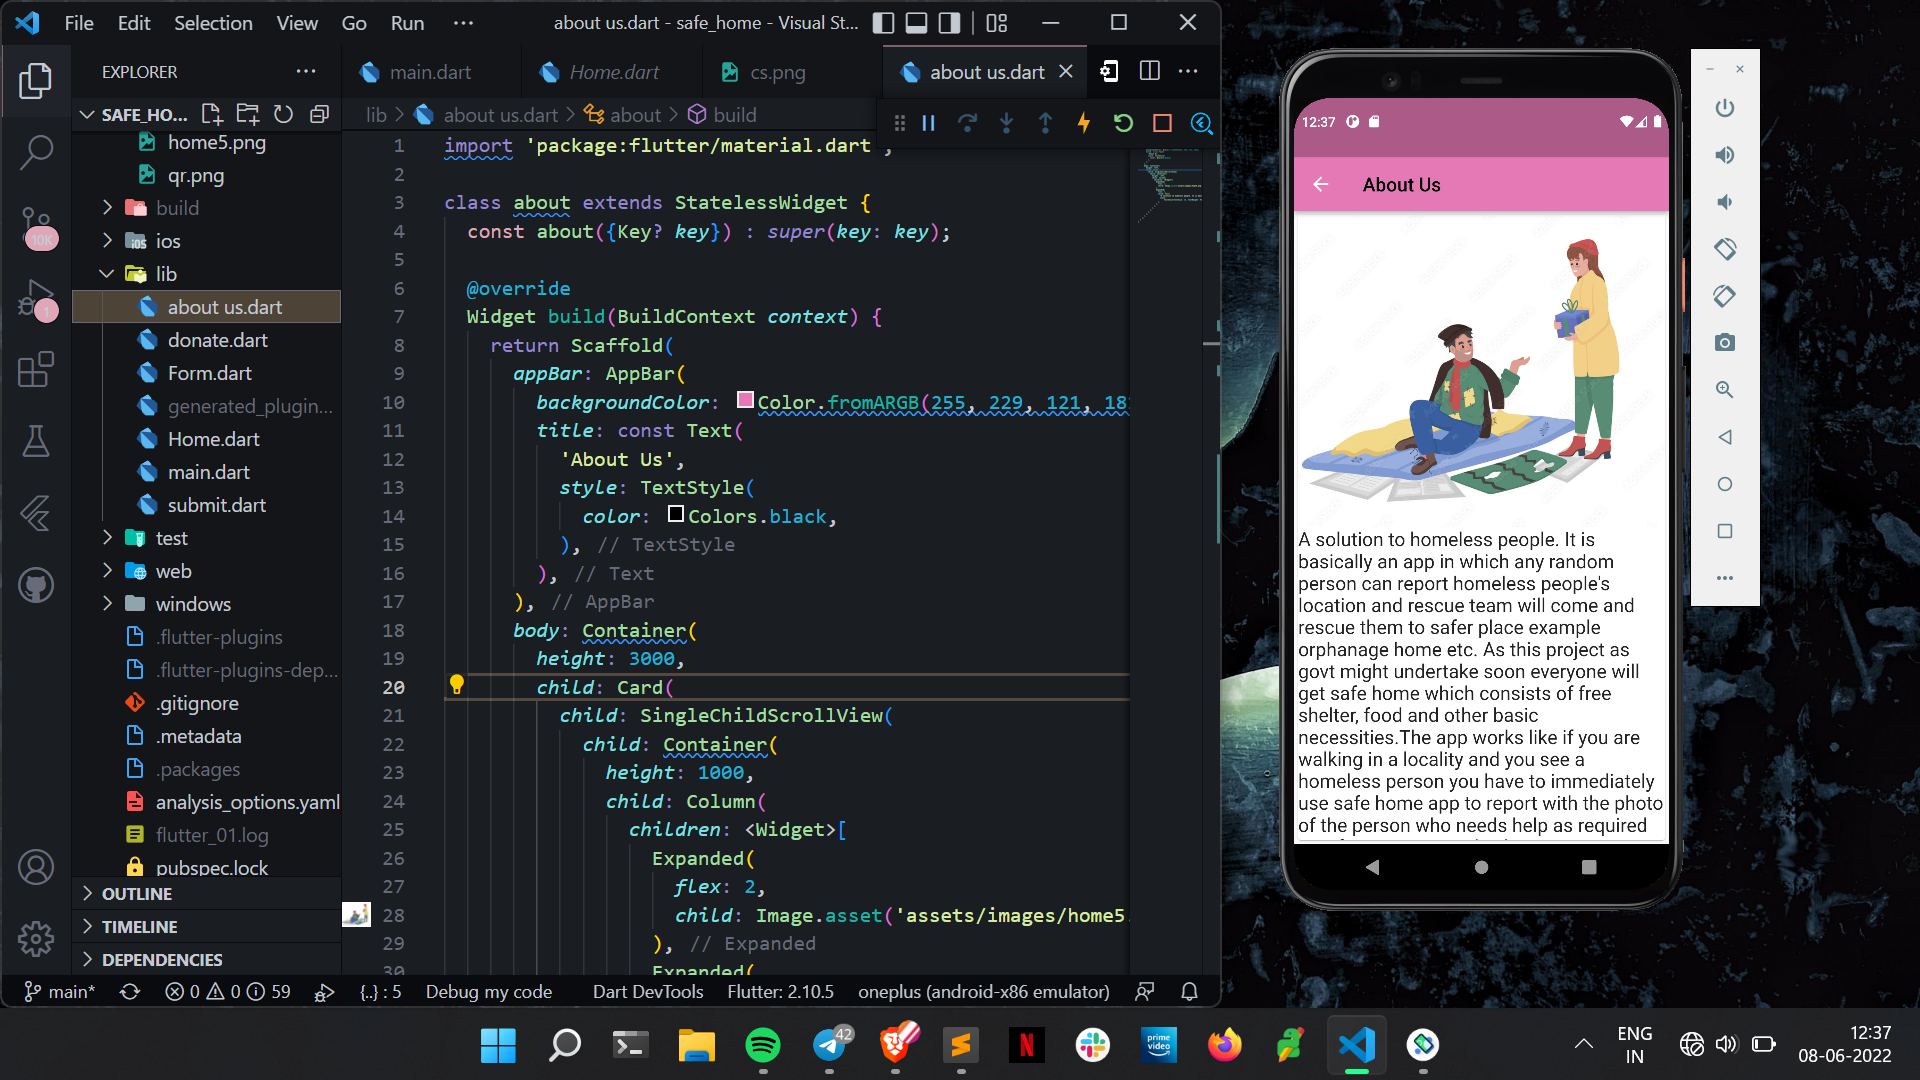 File Edit Selection View Go Run ··· about us.dart - safe_home - Visual St...
EXPLORER ···
SAFE_HO...
home5.png
qr.png
build
ios
lib
about us.dart
donate.dart
Form.dart
generated_plugin...
Home.dart
main.dart
submit.dart
test
web
windows
.flutter-plugins
.flutter-plugins-dep...
.gitignore
.metadata
.packages
analysis_options.yaml
flutter_01.log
pubspec.lock
OUTLINE
TIMELINE
DEPENDENCIES
10K
1
main.dart Home.dart cs.png about us.dart
lib > about us.dart > about > build
1 import 'package:flutter/material.dart';
2
3 class about extends StatelessWidget {
4 const about({Key? key}) : super(key: key);
5
6 @override
7 Widget build(BuildContext context) {
8 return Scaffold(
9 appBar: AppBar(
10 backgroundColor: Color.fromARGB(255, 229, 121, 18
11 title: const Text(
12 'About Us',
13 style: TextStyle(
14 color: Colors.black,
15 ), // TextStyle
16 ), // Text
17 ), // AppBar
18 body: Container(
19 height: 3000,
20 child: Card(
21 child: SingleChildScrollView(
22 child: Container(
23 height: 1000,
24 child: Column(
25 children: <Widget>[
26 Expanded(
27 flex: 2,
28 child: Image.asset('assets/images/home5.
29 ), // Expanded
30 Expanded(
main* 0 0 59 {..} : 5 Debug my code Dart DevTools Flutter: 2.10.5 oneplus (android-x86 emulator)
12:37
About Us
A solution to homeless people. It is
basically an app in which any random
person can report homeless people's
location and rescue team will come and
rescue them to safer place example
orphanage home etc. As this project as
govt might undertake soon everyone will
get safe home which consists of free
shelter, food and other basic
necessities.The app works like if you are
walking in a locality and you see a
homeless person you have to immediately
use safe home app to report with the photo
of the person who needs help as required
42
prime
video
ENG
IN
12:37
08-06-2022